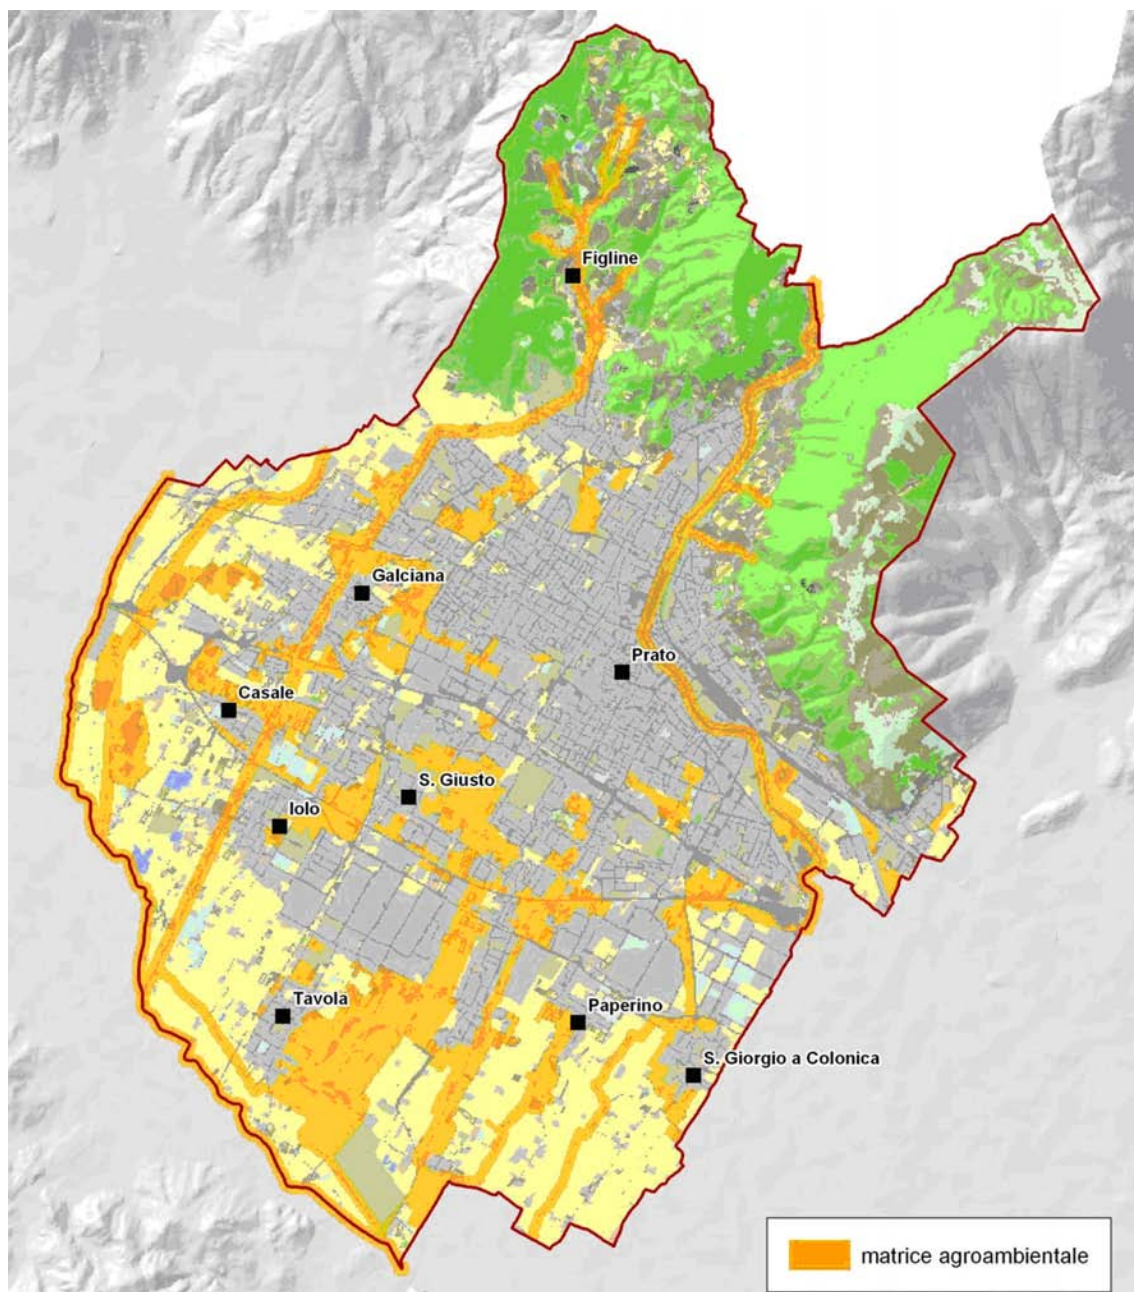 Figline
Galciana
Prato
Casale
S. Giusto
Iolo
Tavola
Paperino
S. Giorgio a Colonica
matrice agroambientale